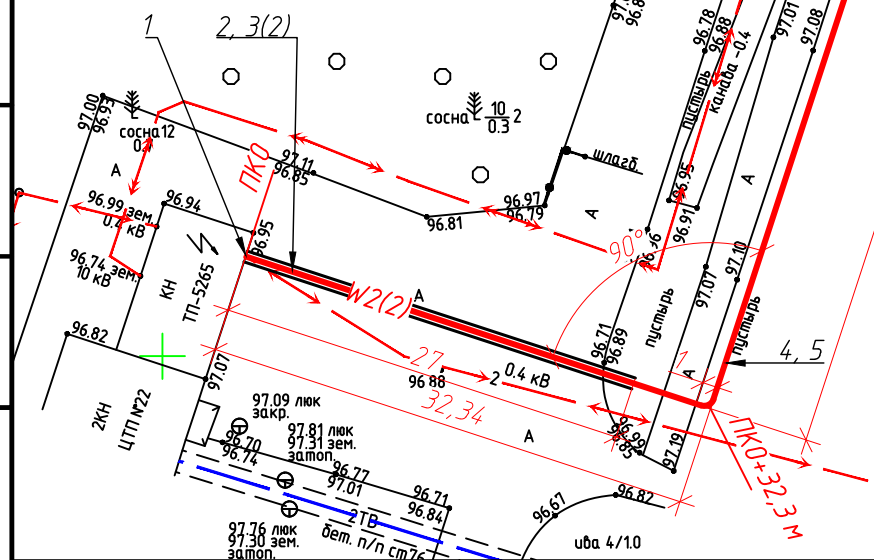 1
2, 3(2)
97.0
96.78
96.88
97.01
97.08
97.00
96.93
сосна 12
сосна 10
0.3 2
пустырь
канава -0.4
шлагб
А
ПК0
97.11
96.85
96.99 зем.
0.4 кВ
96.94
96.95
96.81
96.97
96.79
А
96.95
96.91
А
96.74 зем.
10 кВ
КН
ТП-5265
90°
97.10
97.07
W2(2)
А
96.71
96.89
пустырь
пустырь
4, 5
96.82
97.07
27
96 88
2
0.4 кВ
1
А
32,34
2КН
ЦТП №22
97.09 люк
закр.
97.81 люк
97.31 зем.
затоп.
96.70
96.74
А
96.99
96.85
97.19
ПК0+32,3 м
96.77
97.01
96.71
96.84
96.67
96.82
2ТВ
бет. п/п ст76
97.76 люк
97.30 зем.
затоп.
ива 4/1.0